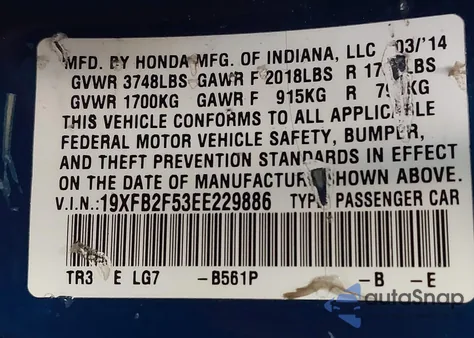 MFD. BY HONDA MFG. OF INDIANA, LLC 03/'14
GVWR 3748LBS GAWR F 2018LBS R LBS
GVWR 1700KG GAWR F 915KG R KG
THIS VEHICLE CONFORMS TO ALL APPLICABLE
FEDERAL MOTOR VEHICLE SAFETY, BUMPER,
AND THEFT PREVENTION STANDARDS IN EFFECT
ON THE DATE OF MANUFACTURE SHOWN ABOVE.
V.I.N.:19XFB2F53EE229886 TYPE PASSENGER CAR
TR3 E LG7 -B561P -B -E
autoSnap